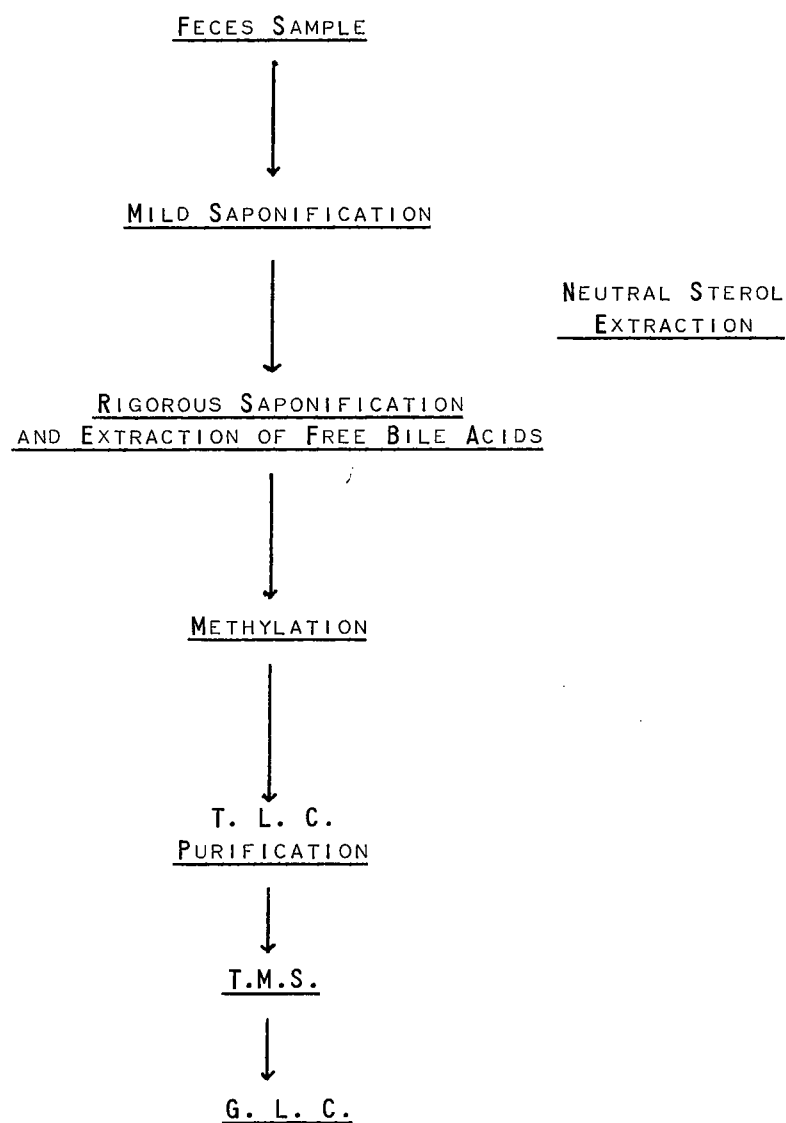 FECES SAMPLE
MILD SAPONIFICATION
NEUTRAL STEROL
EXTRACTION
RIGOROUS SAPONIFICATION
AND EXTRACTION OF FREE BILE ACIDS
METHYLATION
T. L. C.
PURIFICATION
T.M.S.
G. L. C.